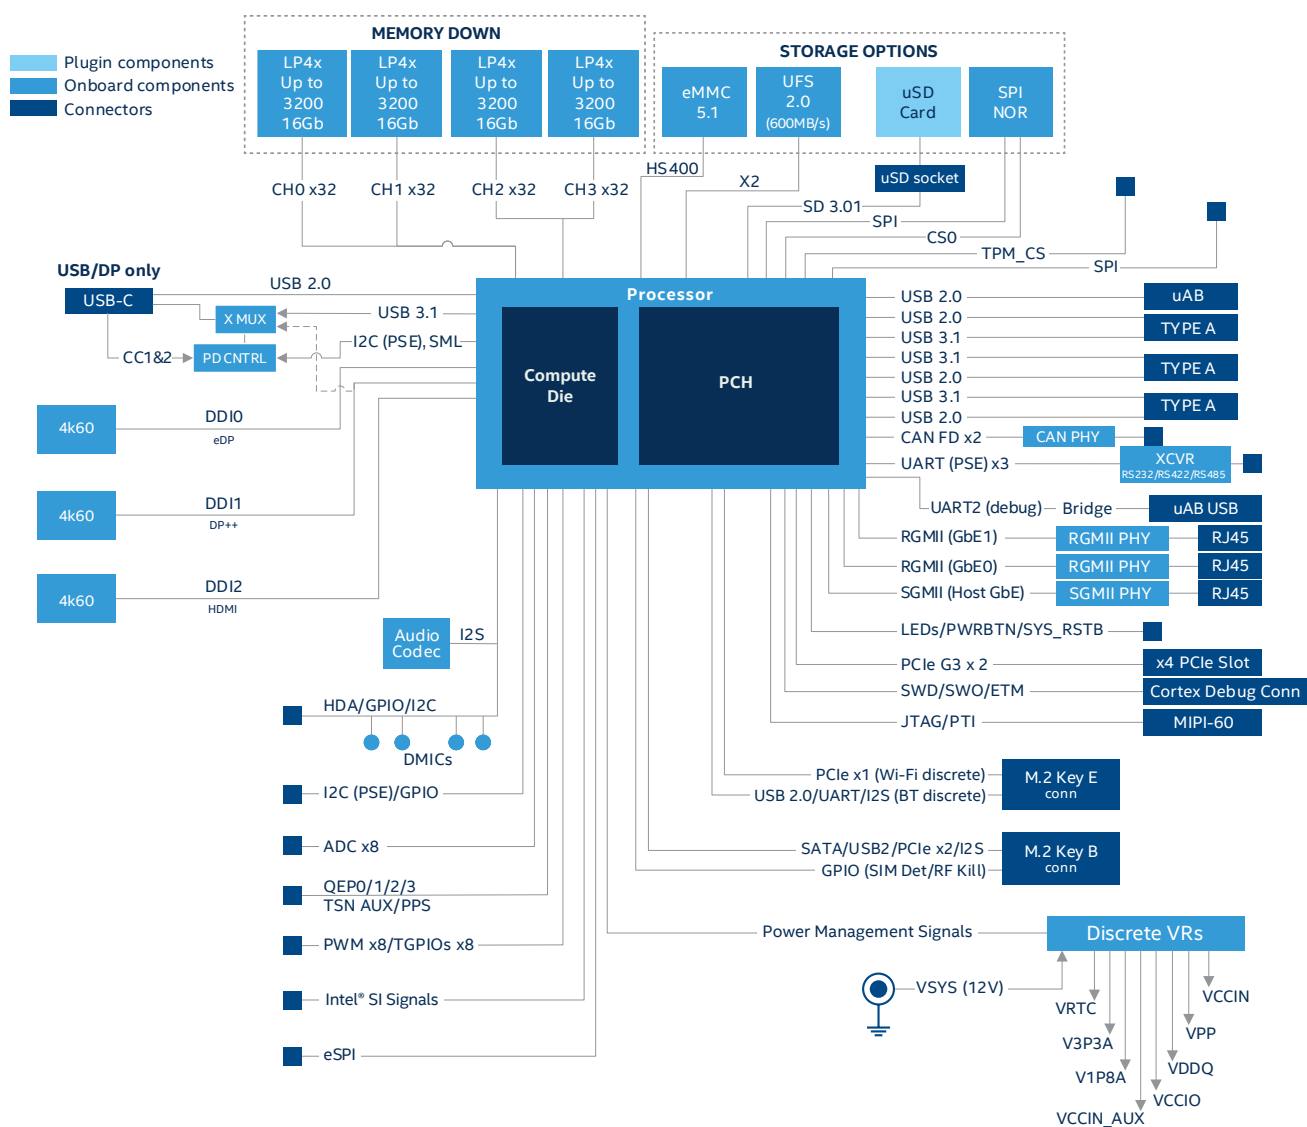 MEMORY DOWN
STORAGE OPTIONS
Plugin components
Onboard components
Connectors
LP4x
Up to
3200
16Gb
LP4x
Up to
3200
16Gb
LP4x
Up to
3200
16Gb
LP4x
Up to
3200
16Gb
eMMC
5.1
UFS
2.0
(600MB/s)
uSD
Card
SPI
NOR
uSD socket
HS400
X2
SD 3.01
SPI
CS0
TPM_CS
SPI
CH0 x32
CH1 x32
CH2 x32
CH3 x32
USB/DP only
USB-C
USB 2.0
X MUX
USB 3.1
I2C (PSE), SML
CC1&2
PD CNTRL
Processor
Compute
Die
PCH
4k60
DDI0
eDP
4k60
DDI1
DP++
4k60
DDI2
HDMI
USB 2.0
uAB
USB 2.0
USB 3.1
TYPE A
USB 3.1
USB 2.0
TYPE A
USB 3.1
USB 2.0
TYPE A
CAN FD x2
CAN PHY
UART (PSE) x3
XCVR
RS232/RS422/RS485
UART2 (debug)
Bridge
uAB USB
RGMII (GbE1)
RGMII PHY
RJ45
RGMII (GbE0)
RGMII PHY
RJ45
SGMII (Host GbE)
SGMII PHY
RJ45
LEDs/PWRBTN/SYS_RSTB
PCIe G3 x 2
x4 PCIe Slot
SWD/SWO/ETM
Cortex Debug Conn
JTAG/PTI
MIPI-60
Audio
Codec
I2S
HDA/GPIO/I2C
DMICs
I2C (PSE)/GPIO
ADC x8
QEP0/1/2/3
TSN AUX/PPS
PWM x8/TGPIOs x8
Intel® SI Signals
eSPI
PCIe x1 (Wi-Fi discrete)
USB 2.0/UART/I2S (BT discrete)
M.2 Key E
conn
SATA/USB2/PCIe x2/I2S
GPIO (SIM Det/RF Kill)
M.2 Key B
conn
Power Management Signals
Discrete VRs
VSYS (12V)
VRTC
V3P3A
V1P8A
VCCIN_AUX
VCCIO
VDDQ
VPP
VCCIN